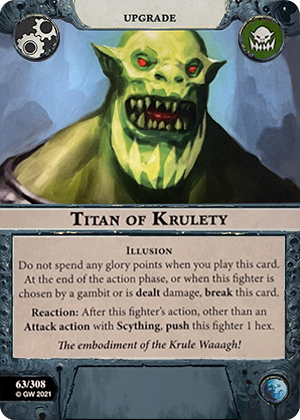 UPGRADE
TITAN OF KRULETY
ILLUSION
Do not spend any glory points when you play this card.
At the end of the action phase, or when this fighter is
chosen by a gambit or is dealt damage, break this card.
Reaction: After this fighter's action, other than an
Attack action with Scything, push this fighter 1 hex.
The embodiment of the Krule Waaagh!
63/308
© GW 2021